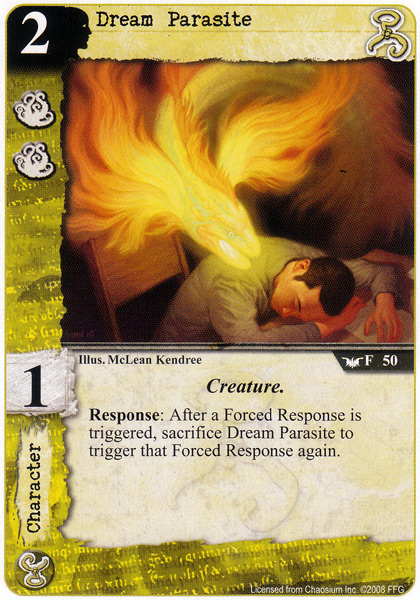 2
Dream Parasite
Illus. McLean Kendree
F 50
1
Creature.
Response: After a Forced Response is
triggered, sacrifice Dream Parasite to
trigger that Forced Response again.
Character
Licensed from Chaosium Inc. ©2008 FFG